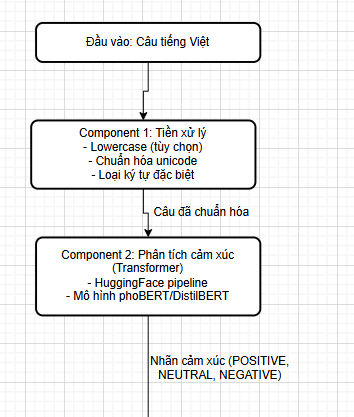 Đầu vào: Câu tiếng Việt
Component 1: Tiền xử lý
- Lowercase (tùy chọn)
- Chuẩn hóa unicode
- Loại ký tự đặc biệt
Câu đã chuẩn hóa
Component 2: Phân tích cảm xúc
(Transformer)
- HuggingFace pipeline
- Mô hình phoBERT/DistilBERT
Nhãn cảm xúc (POSITIVE,
NEUTRAL, NEGATIVE)